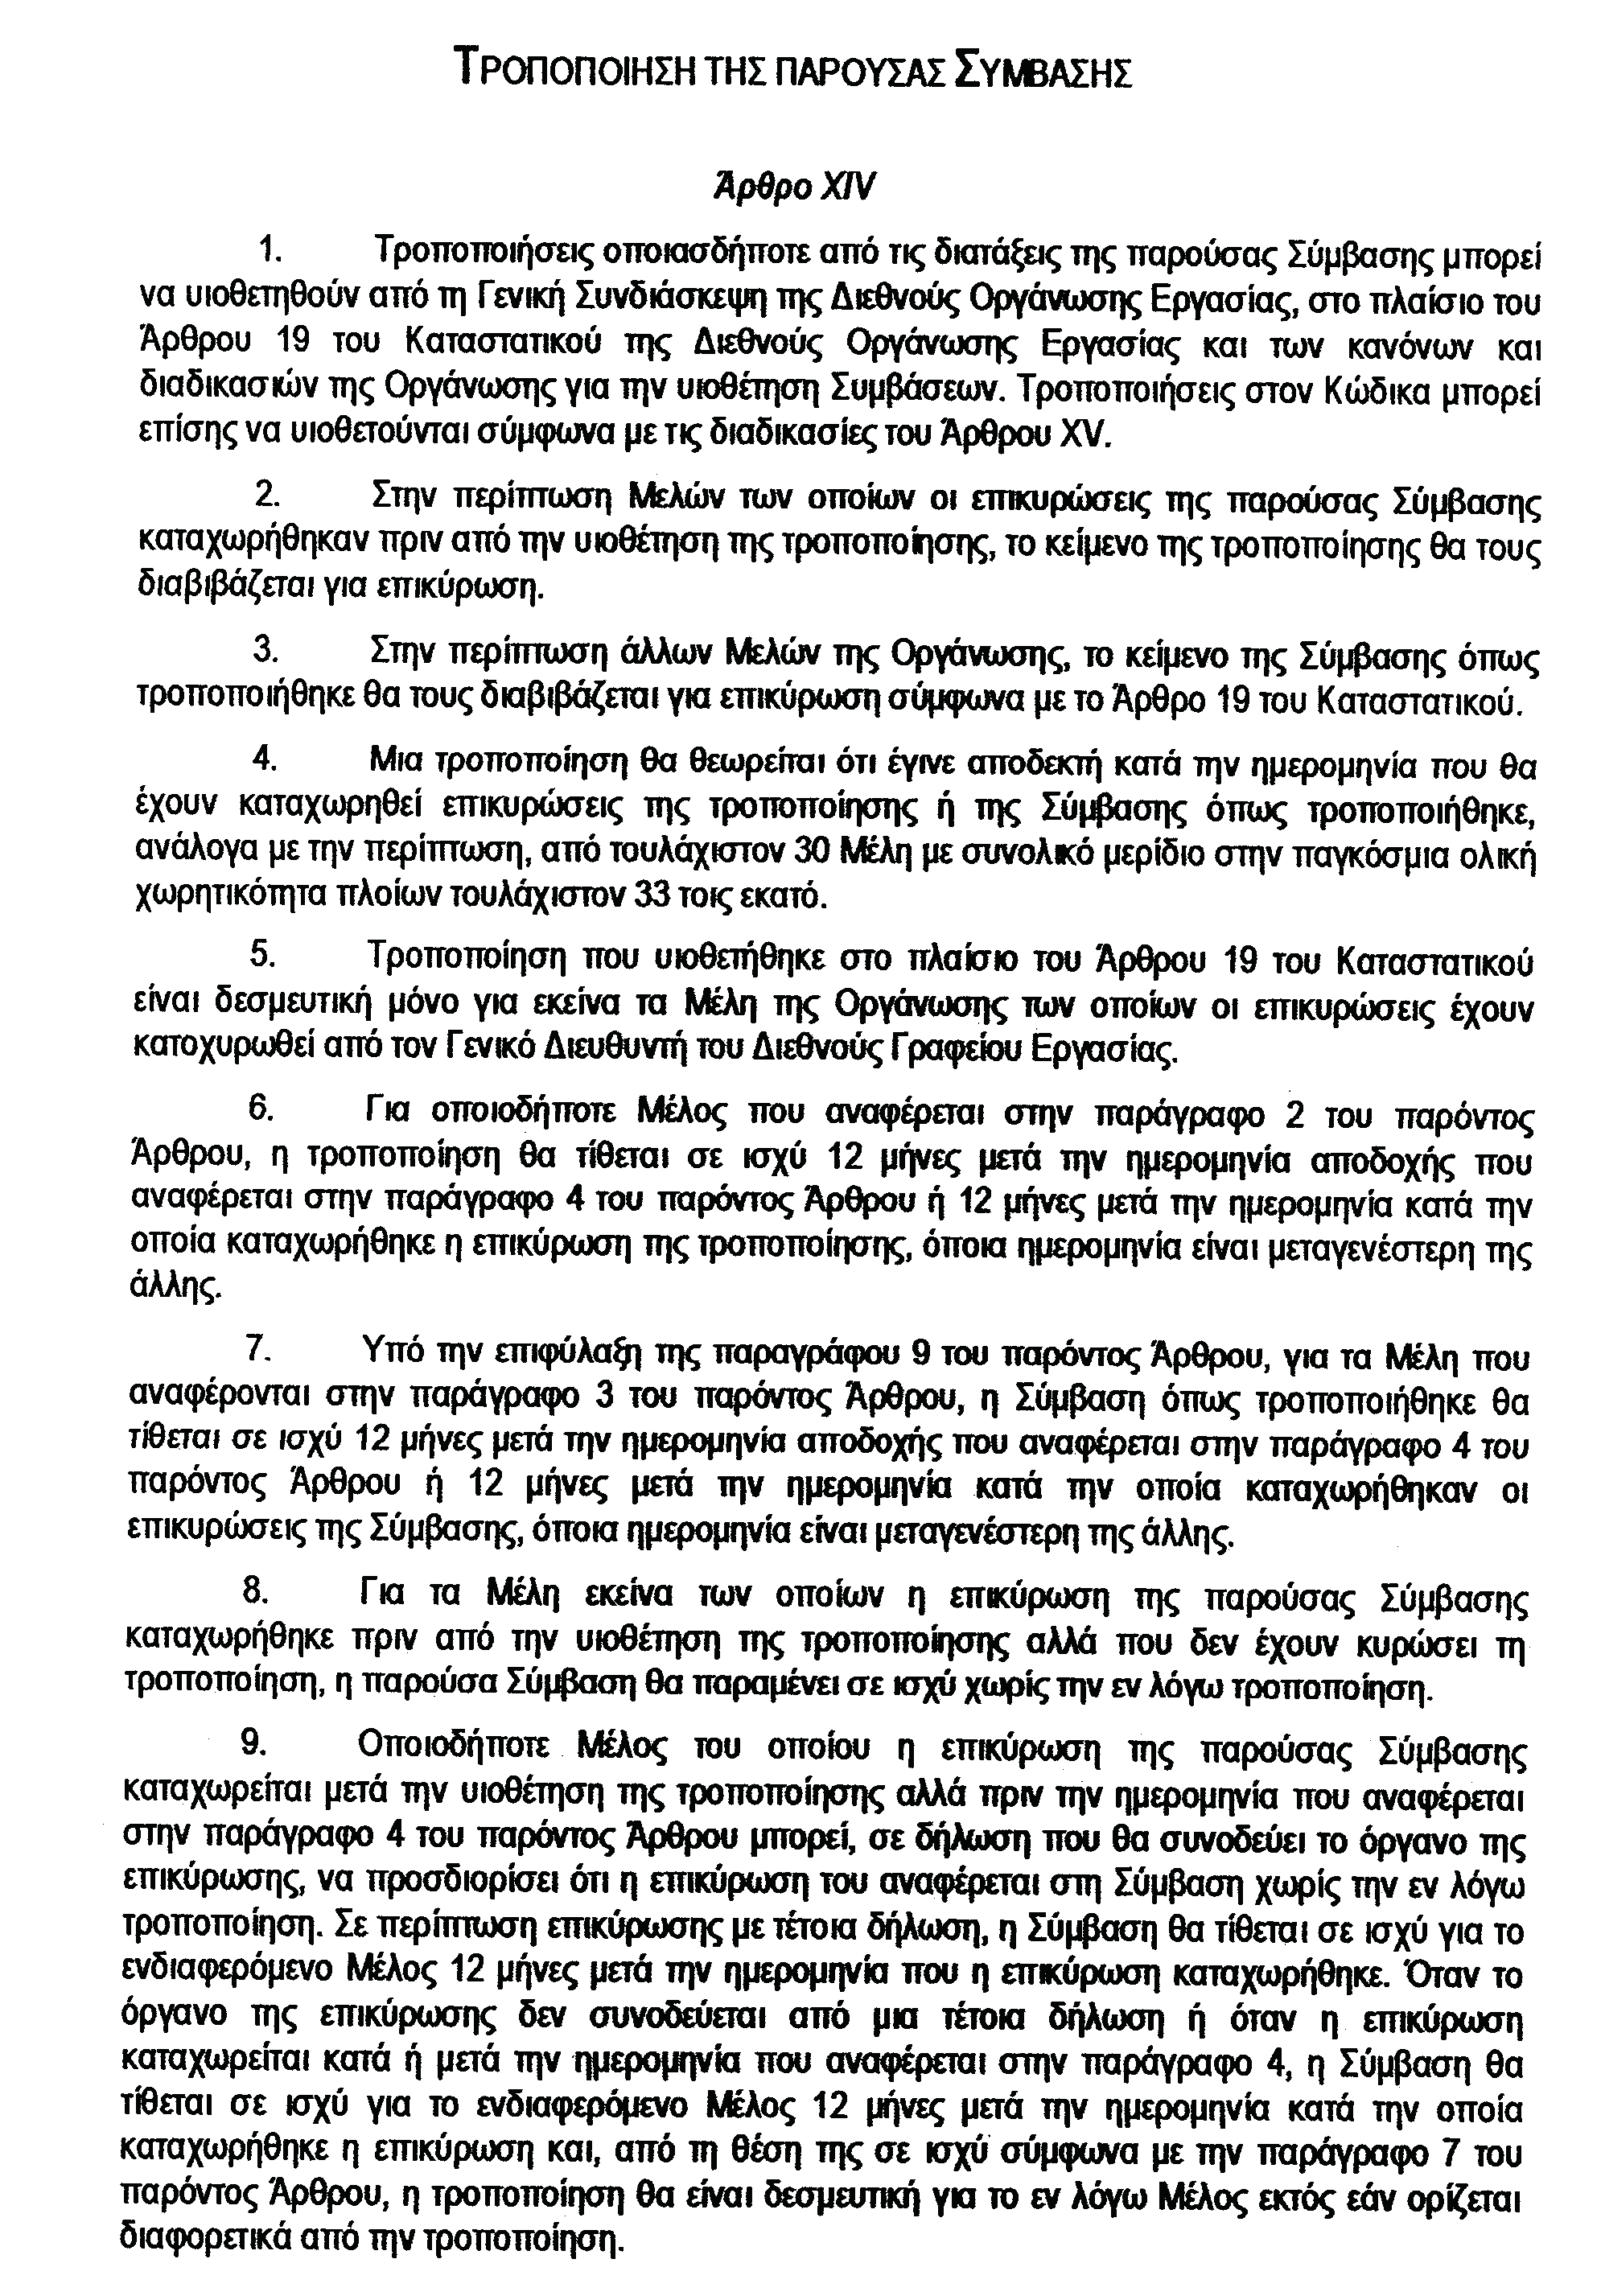 ΤΡΟΠΟΠΟΙΗΣΗ ΤΗΣ ΠΑΡΟΥΣΑΣ ΣΥΜΒΑΣΗΣ
Άρθρο XIV
1. Τροποποιήσεις οποιασδήποτε από τις διατάξεις της παρούσας Σύμβασης μπορεί
να υιοθετηθούν από τη Γενική Συνδιάσκεψη της Διεθνούς Οργάνωσης Εργασίας, στο πλαίσιο του
Άρθρου 19 του Καταστατικού της Διεθνούς Οργάνωσης Εργασίας και των κανόνων και
διαδικασιών της Οργάνωσης για την υιοθέτηση Συμβάσεων. Τροποποιήσεις στον Κώδικα μπορεί
επίσης να υιοθετούνται σύμφωνα με τις διαδικασίες του Άρθρου XV.
2. Στην περίπτωση Μελών των οποίων οι επικυρώσεις της παρούσας Σύμβασης
καταχωρήθηκαν πριν από την υιοθέτηση της τροποποίησης, το κείμενο της τροποποίησης θα τους
διαβιβάζεται για επικύρωση.
3. Στην περίπτωση άλλων Μελών της Οργάνωσης, το κείμενο της Σύμβασης όπως
τροποποιήθηκε θα τους διαβιβάζεται για επικύρωση σύμφωνα με το Άρθρο 19 του Καταστατικού.
4. Μια τροποποίηση θα θεωρείται ότι έγινε αποδεκτή κατά την ημερομηνία που θα
έχουν καταχωρηθεί επικυρώσεις της τροποποίησης ή της Σύμβασης όπως τροποποιήθηκε,
ανάλογα με την περίπτωση, από τουλάχιστον 30 Μέλη με συνολικό μερίδιο στην παγκόσμια ολική
χωρητικότητα πλοίων τουλάχιστον 33 τοις εκατό.
5. Τροποποίηση που υιοθετήθηκε στο πλαίσιο του Άρθρου 19 του Καταστατικού
είναι δεσμευτική μόνο για εκείνα τα Μέλη της Οργάνωσης των οποίων οι επικυρώσεις έχουν
κατοχυρωθεί από τον Γενικό Διευθυντή του Διεθνούς Γραφείου Εργασίας.
6. Για οποιοδήποτε Μέλος που αναφέρεται στην παράγραφο 2 του παρόντος
Άρθρου, η τροποποίηση θα τίθεται σε ισχύ 12 μήνες μετά την ημερομηνία αποδοχής που
αναφέρεται στην παράγραφο 4 του παρόντος Άρθρου ή 12 μήνες μετά την ημερομηνία κατά την
οποία καταχωρήθηκε η επικύρωση της τροποποίησης, όποια ημερομηνία είναι μεταγενέστερη της
άλλης.
7. Υπό την επιφύλαξη της παραγράφου 9 του παρόντος Άρθρου, για τα Μέλη που
αναφέρονται στην παράγραφο 3 του παρόντος Άρθρου, η Σύμβαση όπως τροποποιήθηκε θα
τίθεται σε ισχύ 12 μήνες μετά την ημερομηνία αποδοχής που αναφέρεται στην παράγραφο 4 του
παρόντος Άρθρου ή 12 μήνες μετά την ημερομηνία κατά την οποία καταχωρήθηκαν οι
επικυρώσεις της Σύμβασης, όποια ημερομηνία είναι μεταγενέστερη της άλλης.
8. Για τα Μέλη εκείνα των οποίων η επικύρωση της παρούσας Σύμβασης
καταχωρήθηκε πριν από την υιοθέτηση της τροποποίησης αλλά που δεν έχουν κυρώσει τη
τροποποίηση, η παρούσα Σύμβαση θα παραμένει σε ισχύ χωρίς την εν λόγω τροποποίηση.
9. Οποιοδήποτε Μέλος του οποίου η επικύρωση της παρούσας Σύμβασης
καταχωρείται μετά την υιοθέτηση της τροποποίησης αλλά πριν την ημερομηνία που αναφέρεται
στην παράγραφο 4 του παρόντος Άρθρου μπορεί, σε δήλωση που θα συνοδεύει το όργανο της
επικύρωσης, να προσδιορίσει ότι η επικύρωση του αναφέρεται στη Σύμβαση χωρίς την εν λόγω
τροποποίηση. Σε περίπτωση επικύρωσης με τέτοια δήλωση, η Σύμβαση θα τίθεται σε ισχύ για το
ενδιαφερόμενο Μέλος 12 μήνες μετά την ημερομηνία που η επικύρωση καταχωρήθηκε. Όταν το
όργανο της επικύρωσης δεν συνοδεύεται από μια τέτοια δήλωση ή όταν η επικύρωση
καταχωρείται κατά ή μετά την ημερομηνία που αναφέρεται στην παράγραφο 4, η Σύμβαση θα
τίθεται σε ισχύ για το ενδιαφερόμενο Μέλος 12 μήνες μετά την ημερομηνία κατά την οποία
καταχωρήθηκε η επικύρωση και, από τη θέση της σε ισχύ σύμφωνα με την παράγραφο 7 του
παρόντος Άρθρου, η τροποποίηση θα είναι δεσμευτική για το εν λόγω Μέλος εκτός εάν ορίζεται
διαφορετικά από την τροποποίηση.